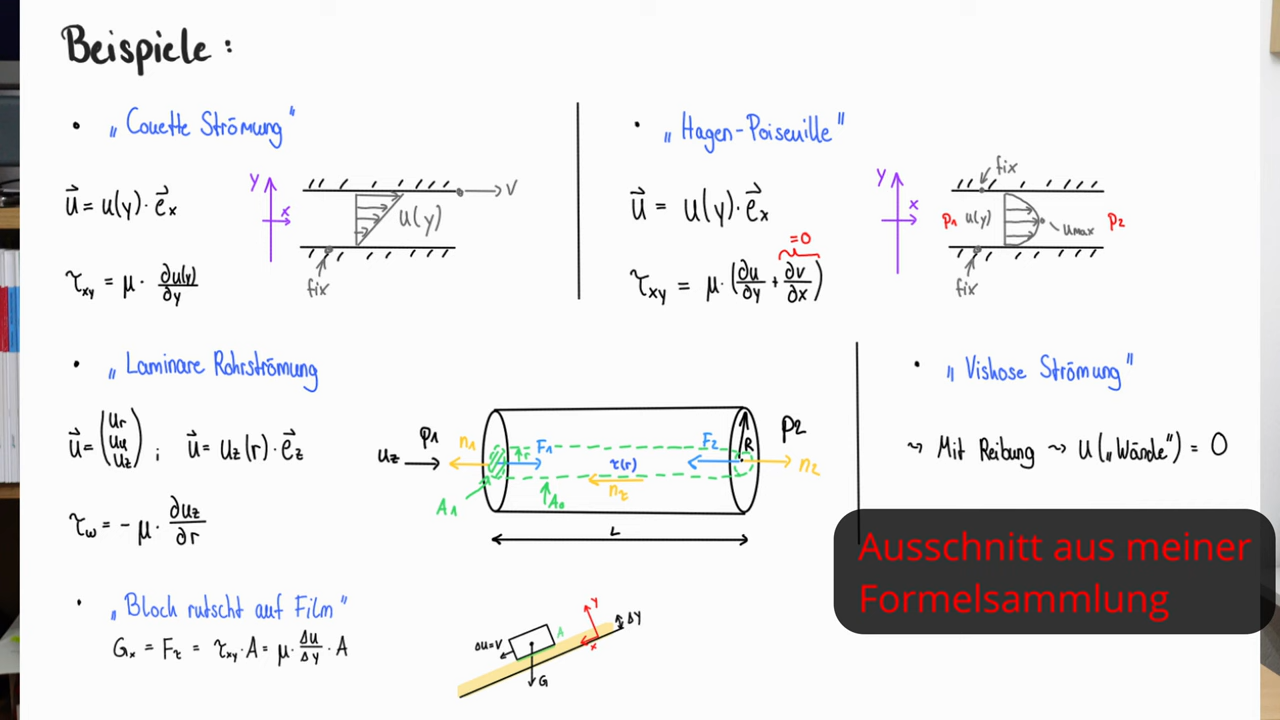 Beispiele :
• „Couette Strömung"
y
x
v
u(y)
fix
u⃗ = u(y) · e⃗x
τxy = μ · ∂u(y)/∂y
• „Hagen-Poiseuille"
u⃗ = u(y) · e⃗x
=0
τxy = μ · (∂u/∂y + ∂v/∂x)
y
x
fix
p1 u(y)
umax
p2
fix
• „Laminare Rohrströmung
u⃗ = (ur uφ uz) ; u⃗ = uz(r) · e⃗z
τw = -μ · ∂uz/∂r
uz
p1
n1
r
F1
τ(r)
F2
R
p2
n2
nτ
A1
A0
L
• „Viskose Strömung"
⇝ Mit Reibung ⇝ u(„Wände") = 0
Ausschnitt aus meiner
Formelsammlung
• „Block rutscht auf Film"
Gx = Fτ = τxy · A = μ · Δu/Δy · A
Δu=V
A
G
y
x
Δy